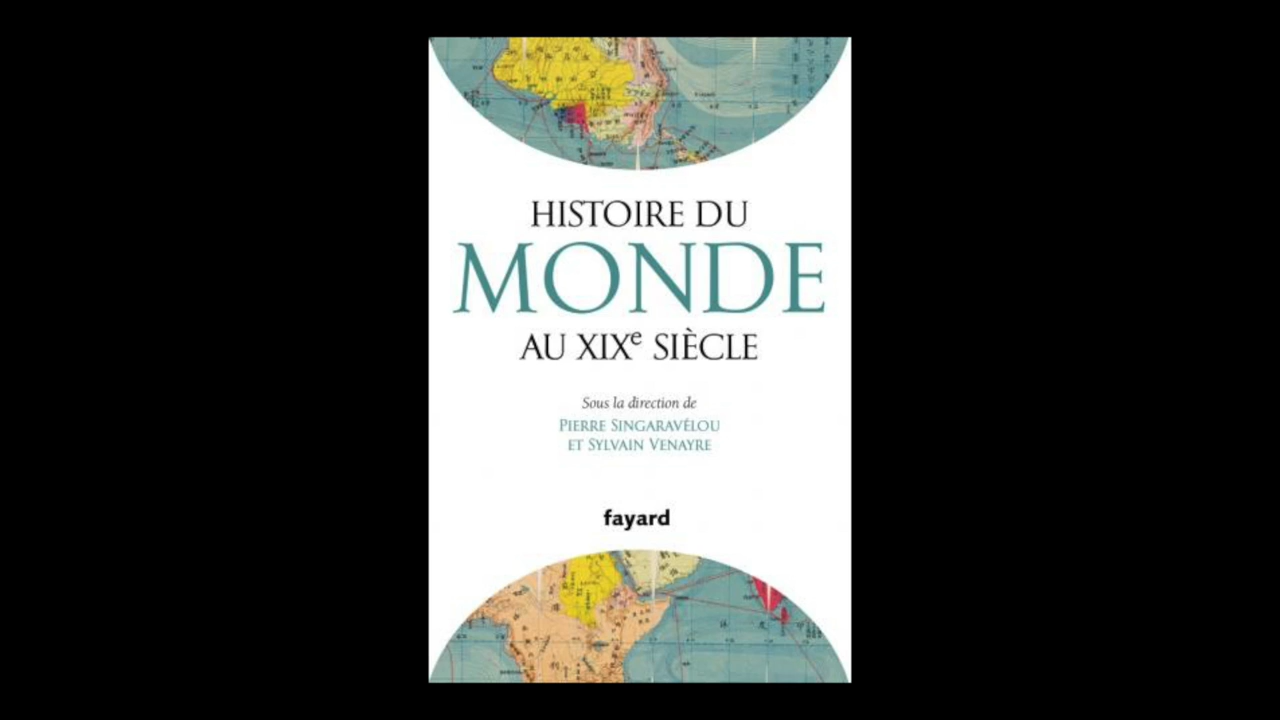 HISTOIRE DU
MONDE
AU XIXe SIÈCLE
Sous la direction de
PIERRE SINGARAVÉLOU
ET SYLVAIN VENAYRE
fayard